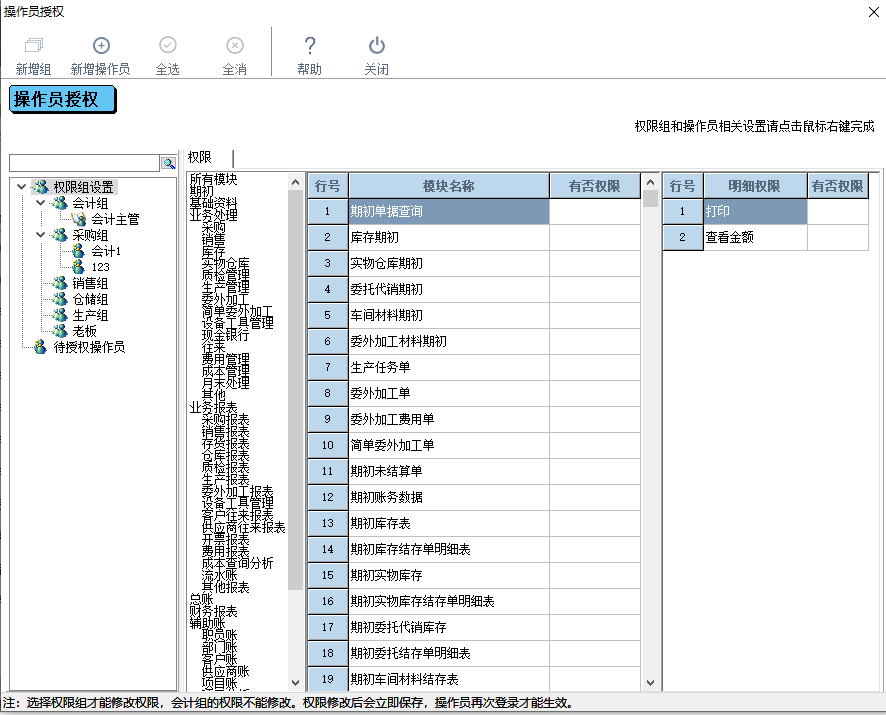 操作员授权
新增组 新增操作员 全选 全消 帮助 关闭
操作员授权
权限组和操作员相关设置请点击鼠标右键完成
权限组设置
会计组
会计主管
采购组
会计1
123
销售组
仓储组
生产组
老板
待授权操作员
权限
所有模块
期初
基础资料
业务处理
采购
销售
库存
实物仓库
质检管理
生产管理
委外加工
简单委外加工
设备工具管理
现金银行
往来
费用管理
成本管理
月末处理
其他
业务报表
采购报表
销售报表
存货报表
仓库报表
质检报表
生产报表
委外加工报表
设备工具管理
客户往来报表
供应商往来报表
开票报表
费用报表
成本查询分析
流水账
其他报表
总账
财务报表
辅助账
职员账
部门账
客户账
供应商账
项目账
行号 模块名称 有否权限
1 期初单据查询
2 库存期初
3 实物仓库期初
4 委托代销期初
5 车间材料期初
6 委外加工材料期初
7 生产任务单
8 委外加工单
9 委外加工费用单
10 简单委外加工单
11 期初未结算单
12 期初账务数据
13 期初库存表
14 期初库存结存单明细表
15 期初实物库存
16 期初实物库存结存单明细表
17 期初委托代销库存
18 期初委托结存单明细表
19 期初车间材料结存表
行号 明细权限 有否权限
1 打印
2 查看金额
注: 选择权限组才能修改权限，会计组的权限不能修改。权限修改后会立即保存，操作员再次登录才能生效。